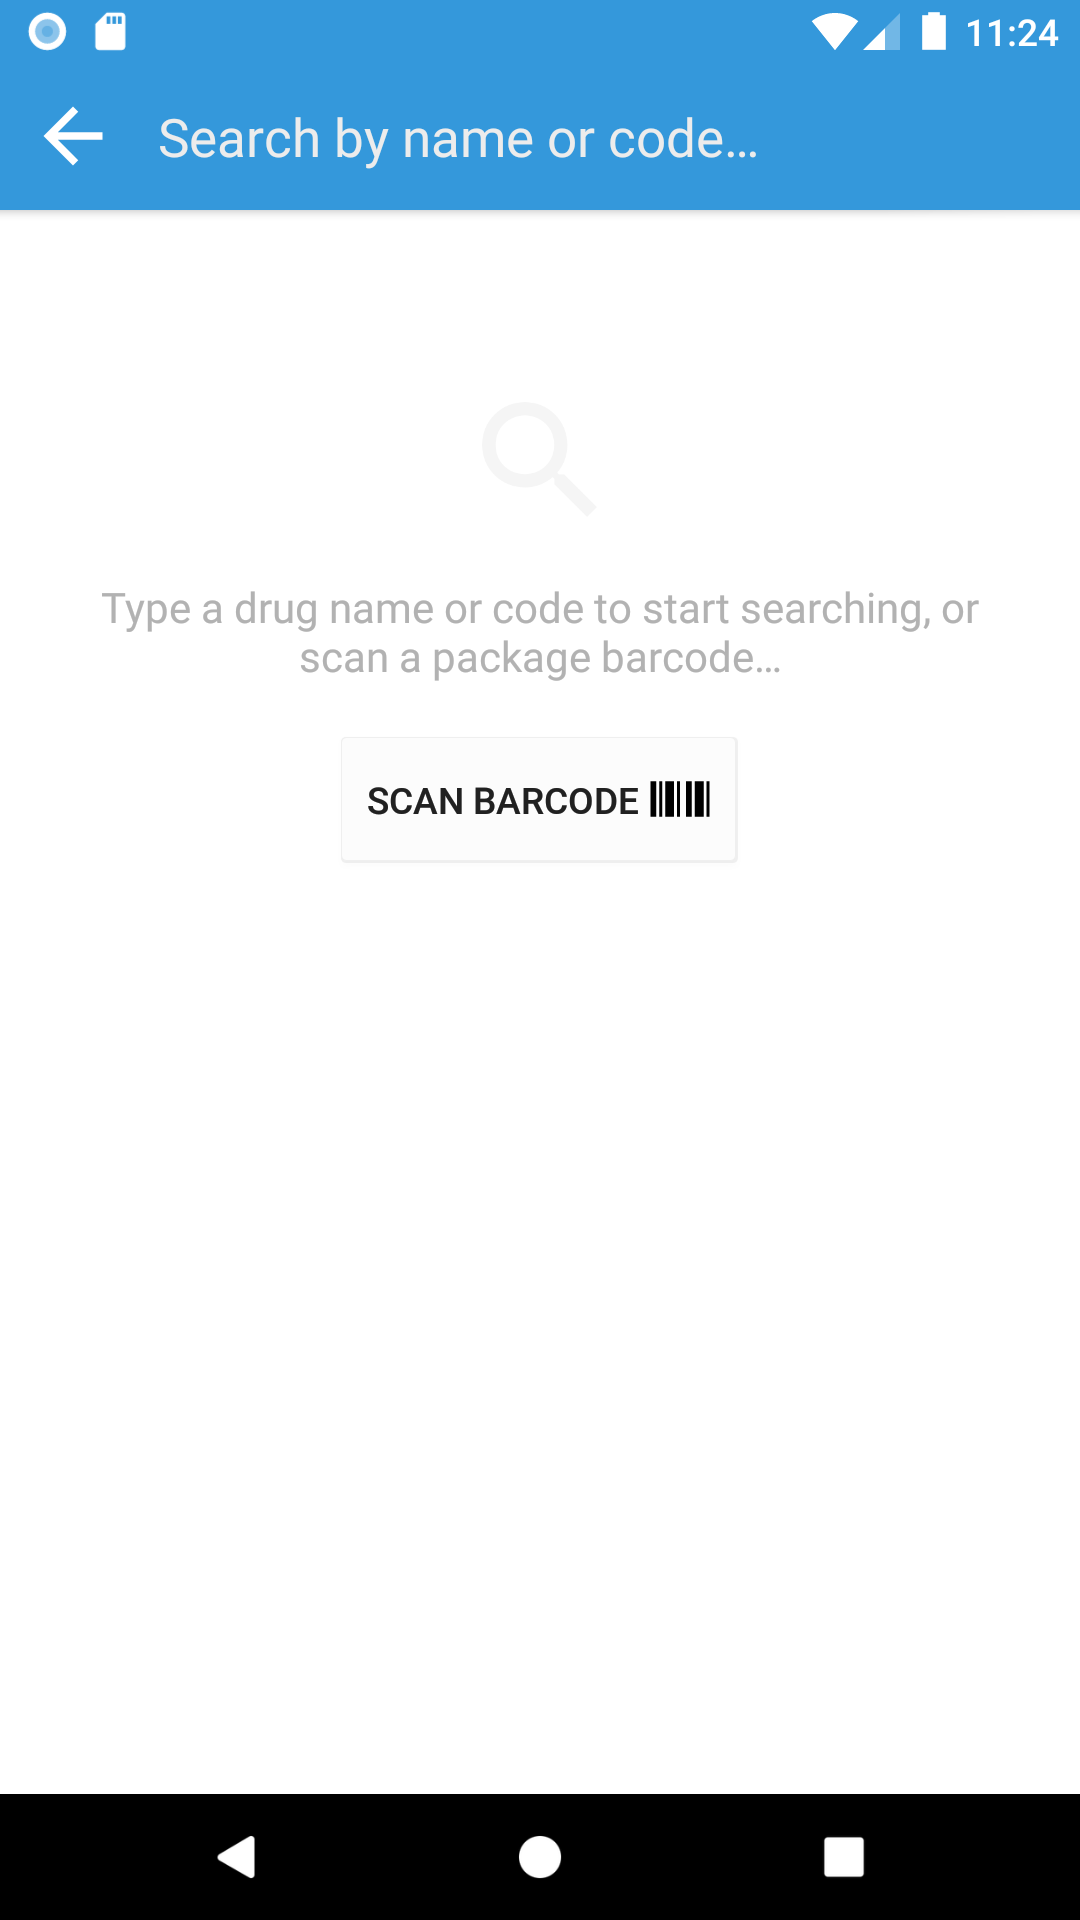 11:24
Search by name or code...
Type a drug name or code to start searching, or
scan a package barcode...
SCAN BARCODE